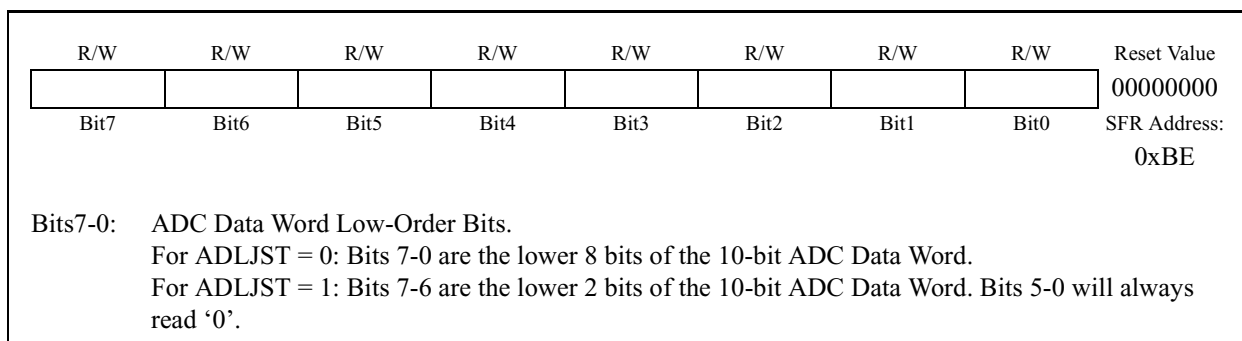 R/W R/W R/W R/W R/W R/W R/W R/W Reset Value
00000000
Bit7 Bit6 Bit5 Bit4 Bit3 Bit2 Bit1 Bit0 SFR Address:
0xBE
Bits7-0: ADC Data Word Low-Order Bits.
For ADLJST = 0: Bits 7-0 are the lower 8 bits of the 10-bit ADC Data Word.
For ADLJST = 1: Bits 7-6 are the lower 2 bits of the 10-bit ADC Data Word. Bits 5-0 will always
read ‘0’.